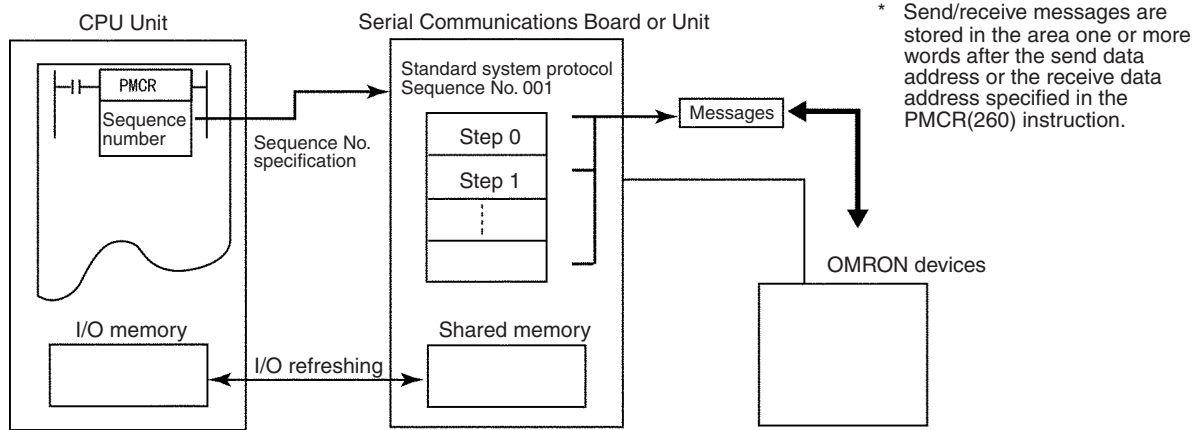 CPU Unit
Serial Communications Board or Unit
* Send/receive messages are
stored in the area one or more
words after the send data
address or the receive data
address specified in the
PMCR(260) instruction.
PMCR
Sequence
number
Sequence No.
specification
Standard system protocol
Sequence No. 001
Step 0
Step 1
Messages
OMRON devices
I/O memory
I/O refreshing
Shared memory